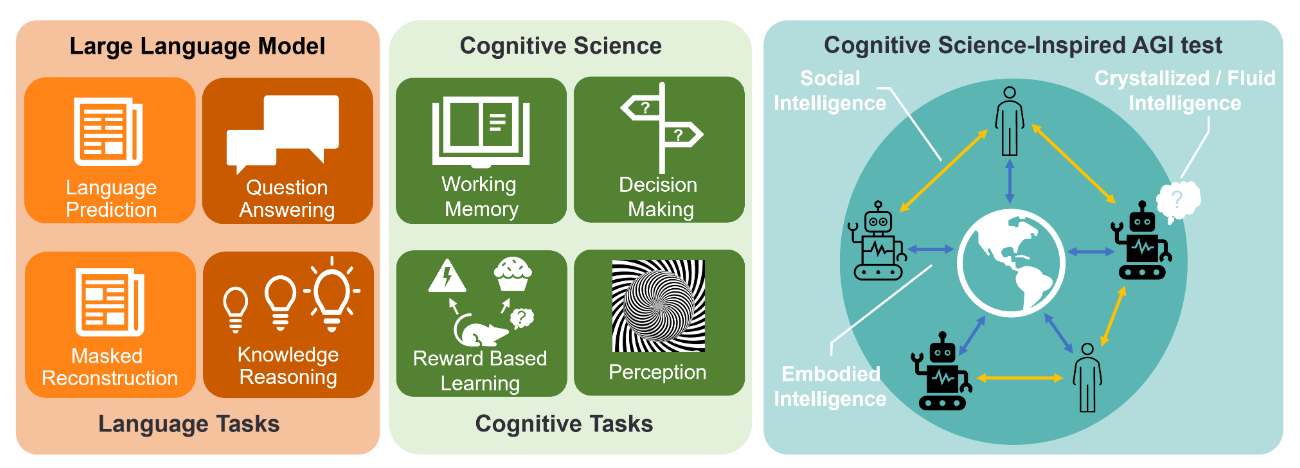 Large Language Model
Language
Prediction
Question
Answering
Masked
Reconstruction
Knowledge
Reasoning
Language Tasks
Cognitive Science
Working
Memory
?
?
Decision
Making
?
Reward Based
Learning
Perception
Cognitive Tasks
Cognitive Science-Inspired AGI test
Social
Intelligence
Crystallized / Fluid
Intelligence
?
Embodied
Intelligence